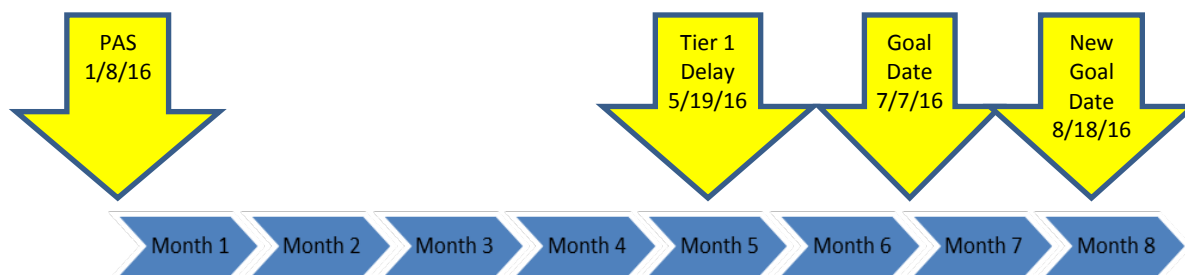 PAS
1/8/16
Tier 1
Delay
5/19/16
Goal
Date
7/7/16
New
Goal
Date
8/18/16
Month 1
Month 2
Month 3
Month 4
Month 5
Month 6
Month 7
Month 8